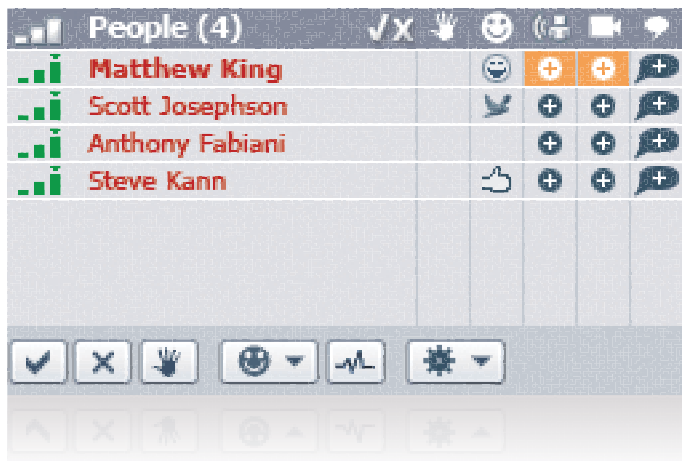 People (4) √x
Matthew King
Scott Josephson
Anthony Fabiani
Steve Kann